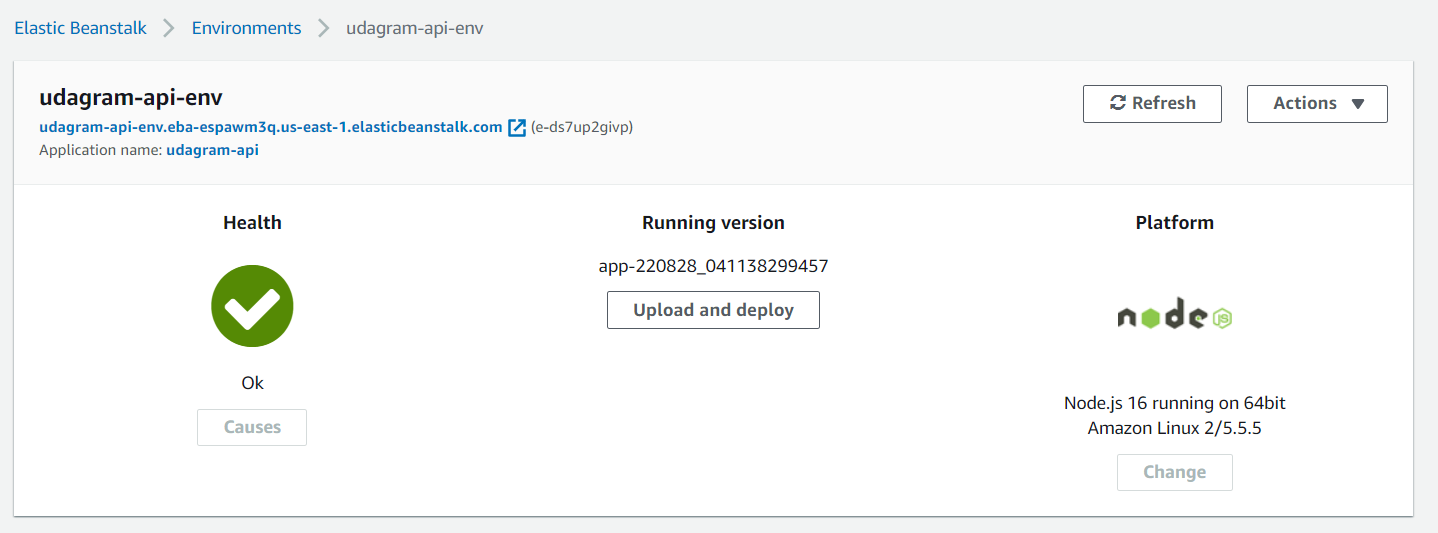 Elastic Beanstalk > Environments > udagram-api-env
udagram-api-env
Refresh
Actions
udagram-api-env.eba-espawm3q.us-east-1.elasticbeanstalk.com (e-ds7up2givp)
Application name: udagram-api
Health
Ok
Causes
Running version
app-220828_041138299457
Upload and deploy
Platform
node JS
Node.js 16 running on 64bit
Amazon Linux 2/5.5.5
Change